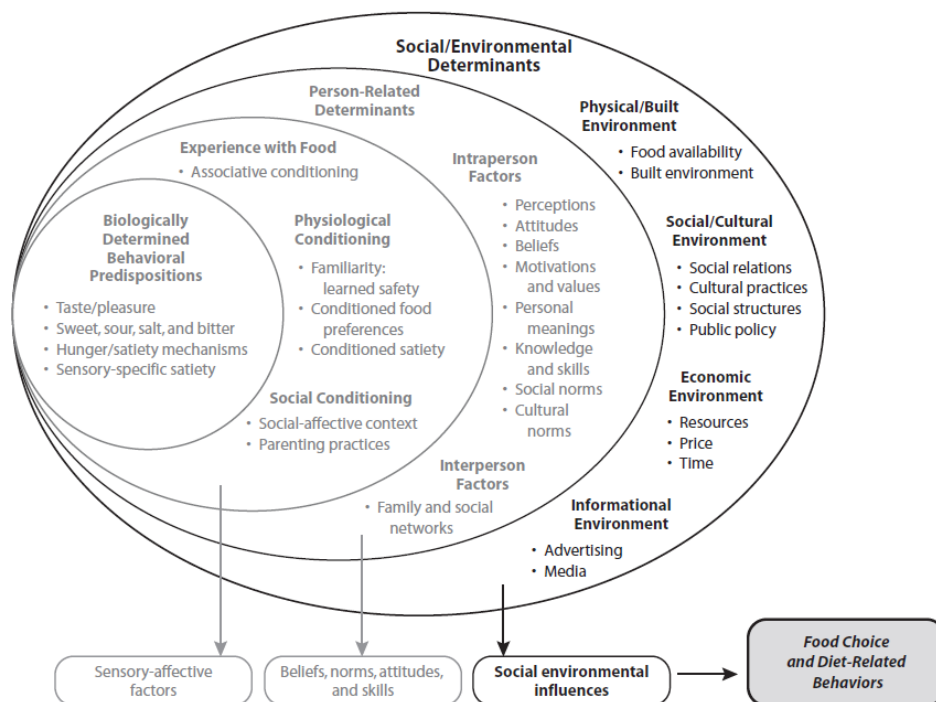 Social/Environmental
Determinants
Person-Related
Determinants
Experience with Food
• Associative conditioning
Biologically
Determined
Behavioral
Predispositions
• Taste/pleasure
• Sweet, sour, salt, and bitter
• Hunger/satiety mechanisms
• Sensory-specific satiety
Physiological
Conditioning
• Familiarity:
learned safety
• Conditioned food
preferences
• Conditioned satiety
Social Conditioning
• Social-affective context
• Parenting practices
Intraperson
Factors
• Perceptions
• Attitudes
• Beliefs
• Motivations
and values
• Personal
meanings
• Knowledge
and skills
• Social norms
• Cultural
norms
Interperson
Factors
• Family and social
networks
Physical/Built
Environment
• Food availability
• Built environment
Social/Cultural
Environment
• Social relations
• Cultural practices
• Social structures
• Public policy
Economic
Environment
• Resources
• Price
• Time
Informational
Environment
• Advertising
• Media
Sensory-affective
factors
Beliefs, norms, attitudes,
and skills
Social environmental
influences
Food Choice
and Diet-Related
Behaviors